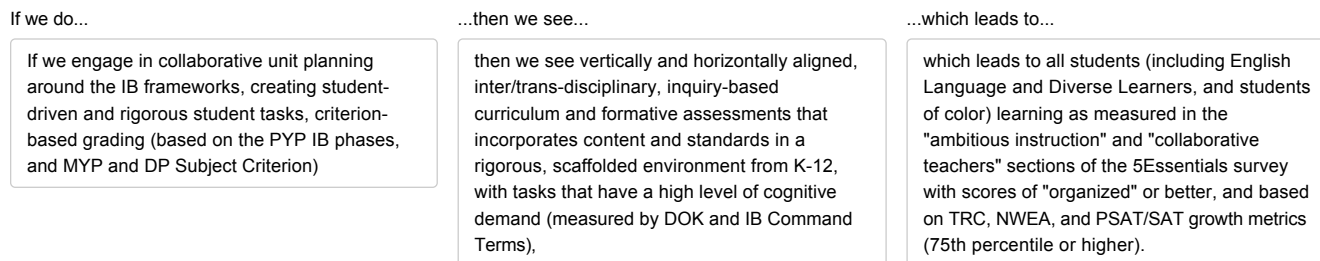 If we do...
If we engage in collaborative unit planning
around the IB frameworks, creating student-
driven and rigorous student tasks, criterion-
based grading (based on the PYP IB phases,
and MYP and DP Subject Criterion)
...then we see...
then we see vertically and horizontally aligned,
inter/trans-disciplinary, inquiry-based
curriculum and formative assessments that
incorporates content and standards in a
rigorous, scaffolded environment from K-12,
with tasks that have a high level of cognitive
demand (measured by DOK and IB Command
Terms),
...which leads to...
which leads to all students (including English
Language and Diverse Learners, and students
of color) learning as measured in the
"ambitious instruction" and "collaborative
teachers" sections of the 5Essentials survey
with scores of "organized" or better, and based
on TRC, NWEA, and PSAT/SAT growth metrics
(75th percentile or higher).